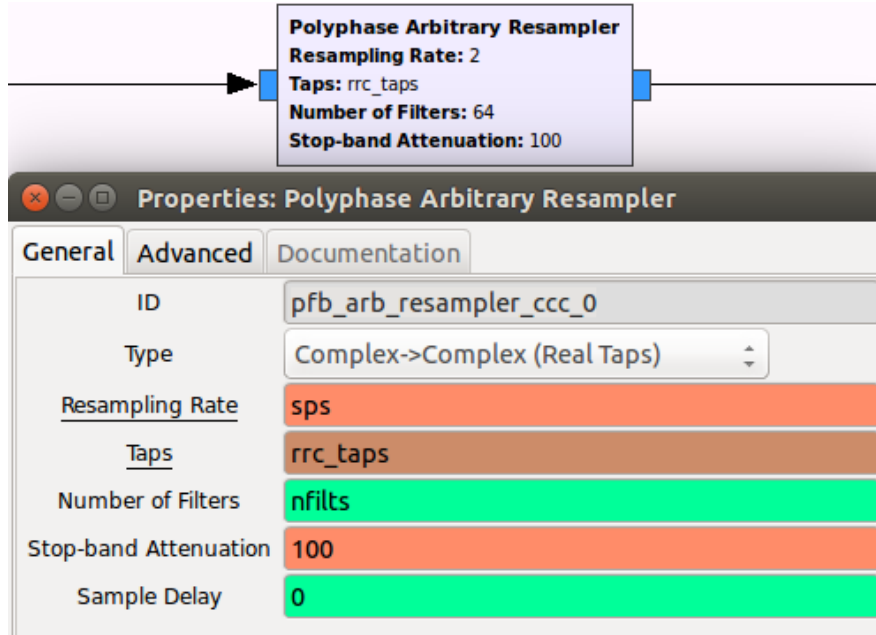 Polyphase Arbitrary Resampler
Resampling Rate: 2
Taps: rrc_taps
Number of Filters: 64
Stop-band Attenuation: 100
Properties: Polyphase Arbitrary Resampler
General Advanced Documentation
ID pfb_arb_resampler_ccc_0
Type Complex->Complex (Real Taps)
Resampling Rate sps
Taps rrc_taps
Number of Filters nfilts
Stop-band Attenuation 100
Sample Delay 0